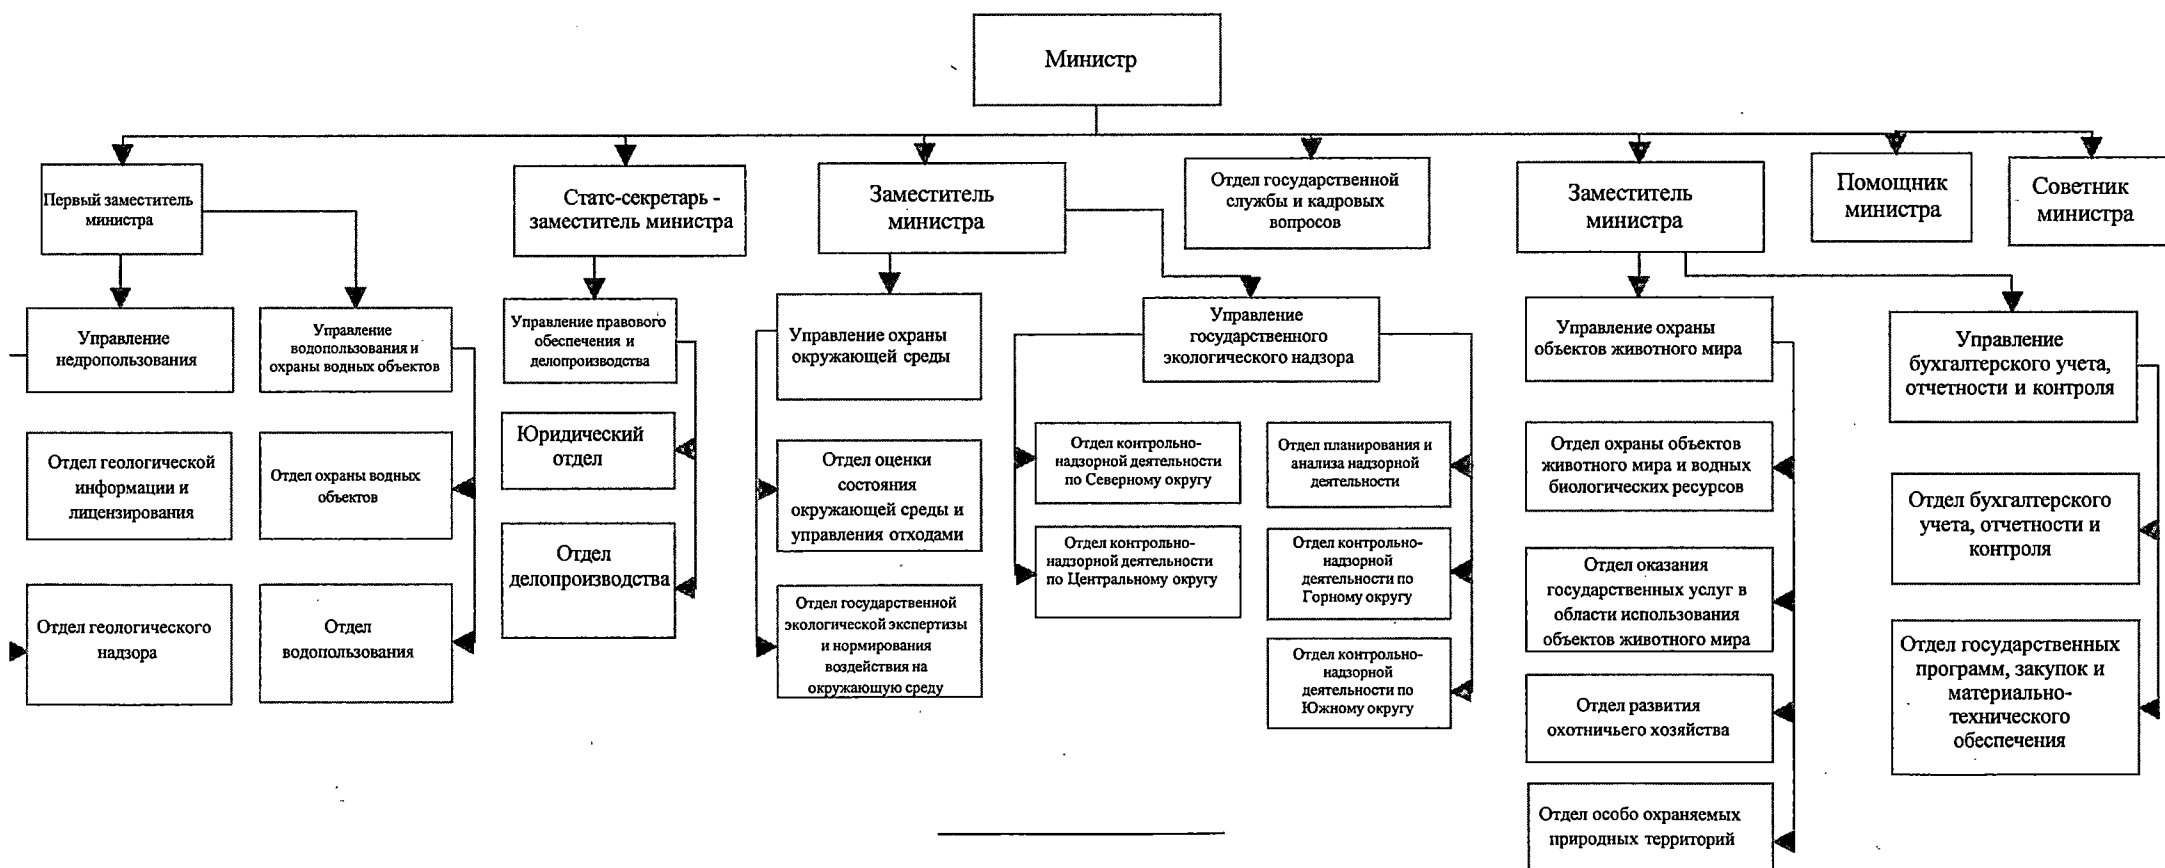 Министр
Первый заместитель
министра
Статс-секретарь -
заместитель министра
Заместитель
министра
Отдел государственной
службы и кадровых
вопросов
Заместитель
министра
Помощник
министра
Советник
министра
Управление
недропользования
Управление
водопользования и
охраны водных объектов
Управление правового
обеспечения и
делопроизводства
Управление охраны
окружающей среды
Управление
государственного
экологического надзора
Управление охраны
объектов животного мира
Управление
бухгалтерского учета,
отчетности и контроля
Отдел геологической
информации и
лицензирования
Отдел геологического
надзора
Отдел охраны водных
объектов
Отдел
водопользования
Юридический
отдел
Отдел
делопроизводства
Отдел оценки
состояния
окружающей среды и
управления отходами
Отдел государственной
экологической экспертизы
и нормирования
воздействия на
окружающую среду
Отдел контрольно-
надзорной деятельности
по Северному округу
Отдел контрольно-
надзорной деятельности
по Центральному округу
Отдел планирования и
анализа надзорной
деятельности
Отдел контрольно-
надзорной
деятельности по
Горному округу
Отдел контрольно-
надзорной
деятельности по
Южному округу
Отдел охраны объектов
животного мира и водных
биологических ресурсов
Отдел оказания
государственных услуг в
области использования
объектов животного мира
Отдел развития
охотничьего хозяйства
Отдел особо охраняемых
природных территорий
Отдел бухгалтерского
учета, отчетности и
контроля
Отдел государственных
программ, закупок и
материально-
технического
обеспечения